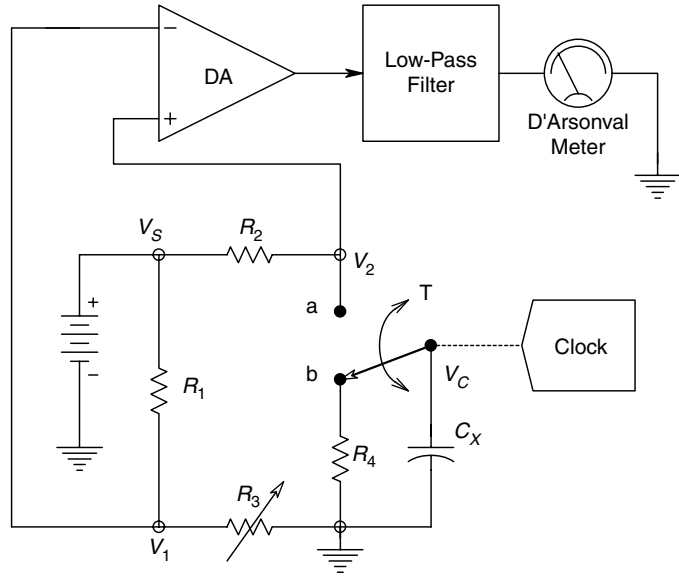 −
DA
+
Low-Pass
Filter
D'Arsonval
Meter
V_S
R_2
V_2
+
−
R_1
a
T
b
V_C
Clock
C_X
R_4
R_3
V_1